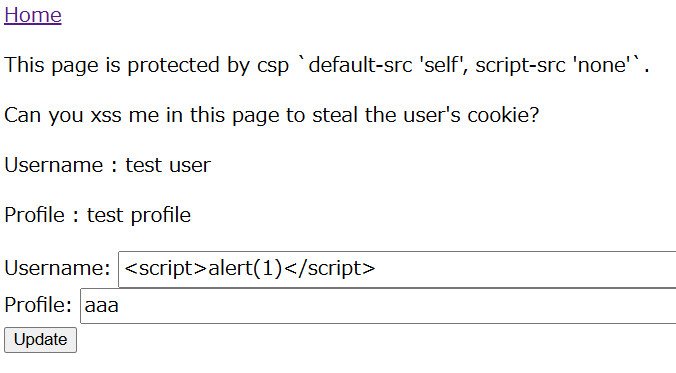 Home
This page is protected by csp `default-src 'self', script-src 'none'`.
Can you xss me in this page to steal the user's cookie?
Username : test user
Profile : test profile
Username: <script>alert(1)</script>
Profile: aaa
Update